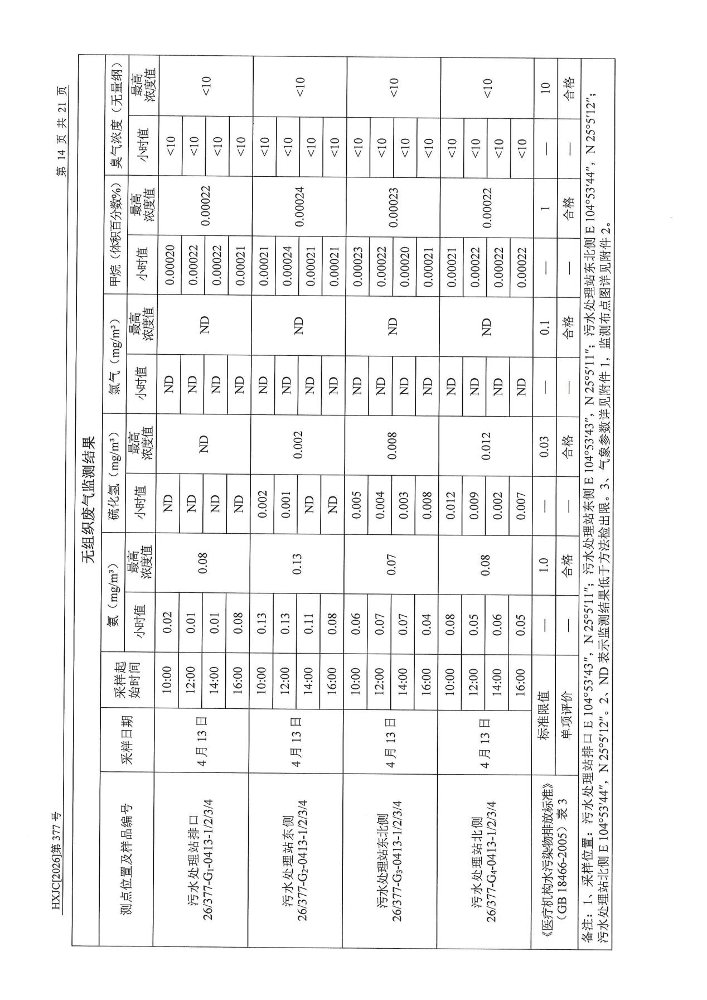 HXJC[2026]第 377 号 第 14 页 共 21 页
无组织废气监测结果
测点位置及样品编号 采样日期 采样起始时间 氨（mg/m³） 硫化氢（mg/m³） 氯气（mg/m³） 甲烷（体积百分数%） 臭气浓度（无量纲）
小时值 最高浓度值 小时值 最高浓度值 小时值 最高浓度值 小时值 最高浓度值 小时值 最高浓度值
污水处理站排口 26/377-G₁-0413-1/2/3/4 4 月 13 日 10:00 0.02 0.08 ND ND ND ND 0.00020 0.00022 <10 <10
12:00 0.01 ND ND 0.00022 <10
14:00 0.01 ND ND 0.00022 <10
16:00 0.08 ND ND 0.00021 <10
污水处理站东侧 26/377-G₂-0413-1/2/3/4 4 月 13 日 10:00 0.13 0.13 0.002 0.002 ND ND 0.00021 0.00024 <10 <10
12:00 0.13 0.001 ND 0.00024 <10
14:00 0.11 ND ND 0.00021 <10
16:00 0.08 ND ND 0.00021 <10
污水处理站东北侧 26/377-G₃-0413-1/2/3/4 4 月 13 日 10:00 0.06 0.07 0.005 0.008 ND ND 0.00023 0.00023 <10 <10
12:00 0.07 0.004 ND 0.00022 <10
14:00 0.07 0.003 ND 0.00020 <10
16:00 0.04 0.008 ND 0.00021 <10
污水处理站北侧 26/377-G₄-0413-1/2/3/4 4 月 13 日 10:00 0.08 0.08 0.012 0.012 ND ND 0.00021 0.00022 <10 <10
12:00 0.05 0.009 ND 0.00022 <10
14:00 0.06 0.002 ND 0.00022 <10
16:00 0.05 0.007 ND 0.00022 <10
《医疗机构水污染物排放标准》（GB 18466-2005）表 3 标准限值 — 1.0 — 0.03 — 0.1 — 1 — 10
单项评价 — 合格 — 合格 — 合格 — 合格 — 合格
备注：1、采样位置：污水处理站排口 E 104°53′43″，N 25°5′11″；污水处理站东侧 E 104°53′43″，N 25°5′11″；污水处理站东北侧 E 104°53′44″，N 25°5′12″；
污水处理站北侧 E 104°53′44″，N 25°5′12″。2、ND 表示监测结果低于方法检出限。3、气象参数详见附件 1，监测布点图详见附件 2。